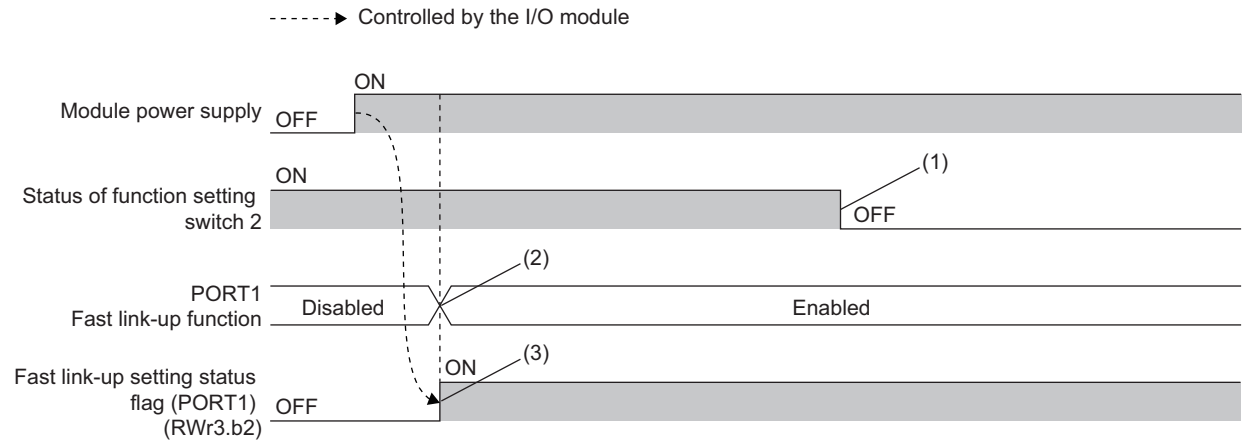 Controlled by the I/O module
ON
Module power supply
OFF
ON
(1)
Status of function setting
switch 2
OFF
(2)
PORT1
Fast link-up function
Disabled
Enabled
(3)
ON
Fast link-up setting status
flag (PORT1)
(RWr3.b2)
OFF